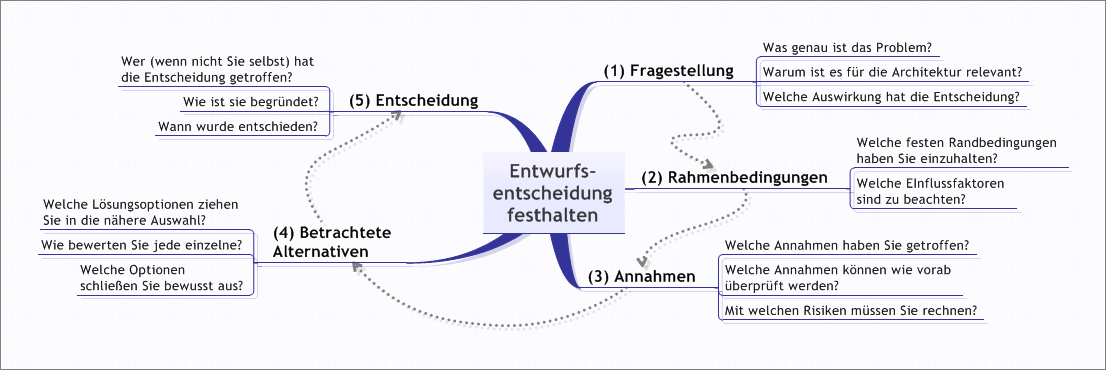 Entwurfs-
entscheidung
festhalten
(1) Fragestellung
Was genau ist das Problem?
Warum ist es für die Architektur relevant?
Welche Auswirkung hat die Entscheidung?
(2) Rahmenbedingungen
Welche festen Randbedingungen
haben Sie einzuhalten?
Welche EInflussfaktoren
sind zu beachten?
(3) Annahmen
Welche Annahmen haben Sie getroffen?
Welche Annahmen können wie vorab
überprüft werden?
Mit welchen Risiken müssen Sie rechnen?
(4) Betrachtete
Alternativen
Welche Lösungsoptionen ziehen
Sie in die nähere Auswahl?
Wie bewerten Sie jede einzelne?
Welche Optionen
schließen Sie bewusst aus?
(5) Entscheidung
Wer (wenn nicht Sie selbst) hat
die Entscheidung getroffen?
Wie ist sie begründet?
Wann wurde entschieden?